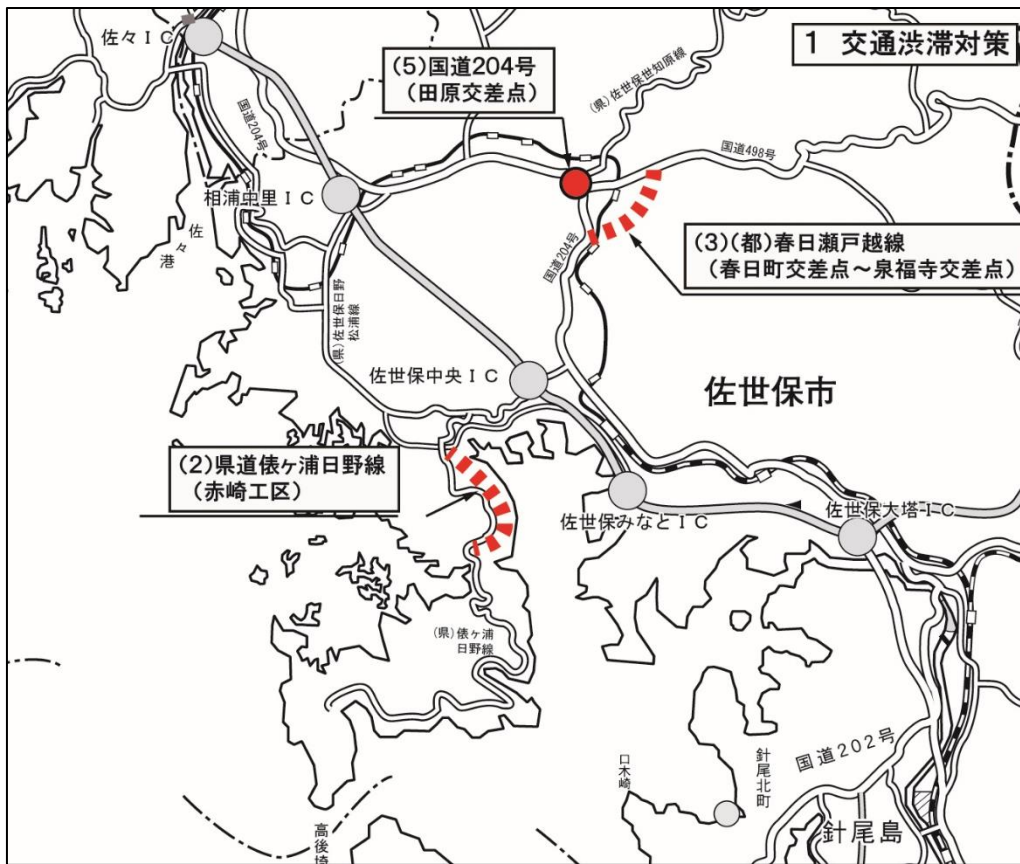 佐々ＩＣ
1 交通渋滞対策
(5)国道204号
(田原交差点)
(県)佐世保世知原線
国道204号
国道498号
相浦中里ＩＣ
佐々港
国道204号
(3)(都)春日瀬戸越線
(春日町交差点～泉福寺交差点)
(県)佐世保日野
松浦線
佐世保中央ＩＣ
佐世保市
(2)県道俵ヶ浦日野線
(赤崎工区)
佐世保みなとＩＣ
佐世保大塔ＩＣ
(県)俵ヶ浦
日野線
国道202号
口木崎
針尾北町
針尾島
高後埼